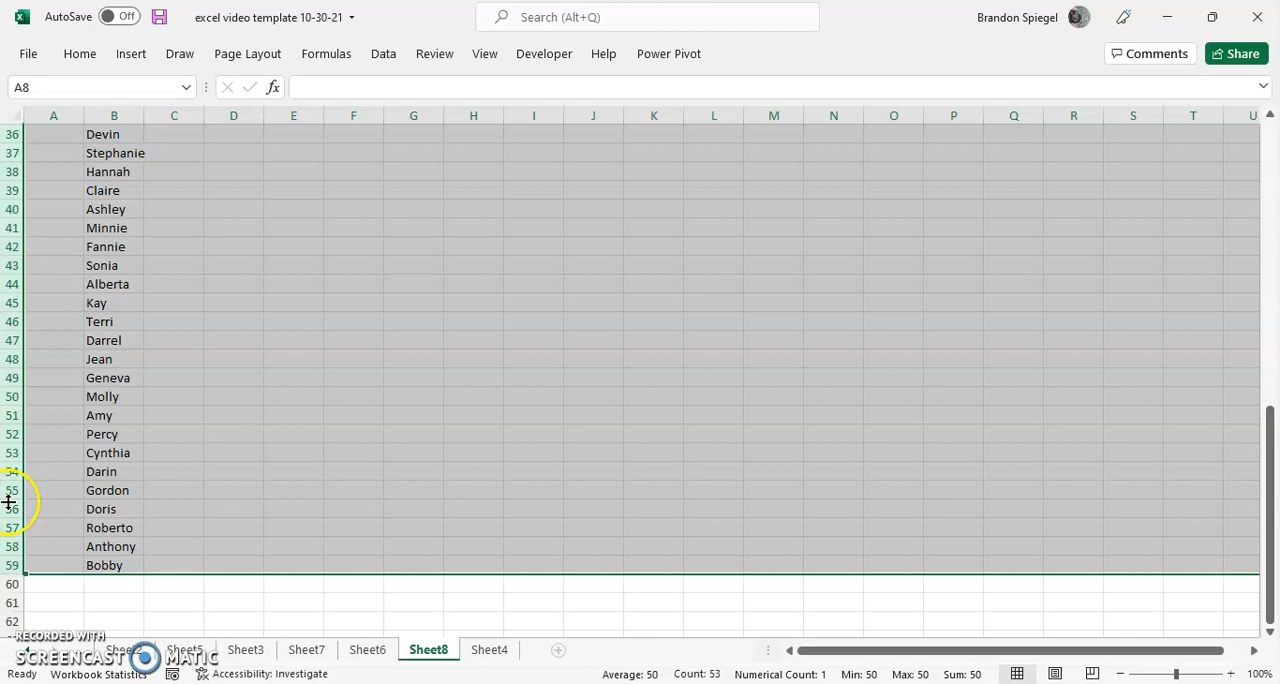 AutoSave Off excel video template 10-30-21 Search (Alt+Q) Brandon Spiegel
File Home Insert Draw Page Layout Formulas Data Review View Developer Help Power Pivot Comments Share
A8 fx
A B C D E F G H I J K L M N O P Q R S T U
36 Devin
37 Stephanie
38 Hannah
39 Claire
40 Ashley
41 Minnie
42 Fannie
43 Sonia
44 Alberta
45 Kay
46 Terri
47 Darrel
48 Jean
49 Geneva
50 Molly
51 Amy
52 Percy
53 Cynthia
54 Darin
55 Gordon
56 Doris
57 Roberto
58 Anthony
59 Bobby
60
61
62
RECORDED WITH
SCREENCAST MATIC
Sheet2 Sheet5 Sheet3 Sheet7 Sheet6 Sheet8 Sheet4
Ready Workbook Statistics Accessibility: Investigate Average: 50 Count: 53 Numerical Count: 1 Min: 50 Max: 50 Sum: 50 100%